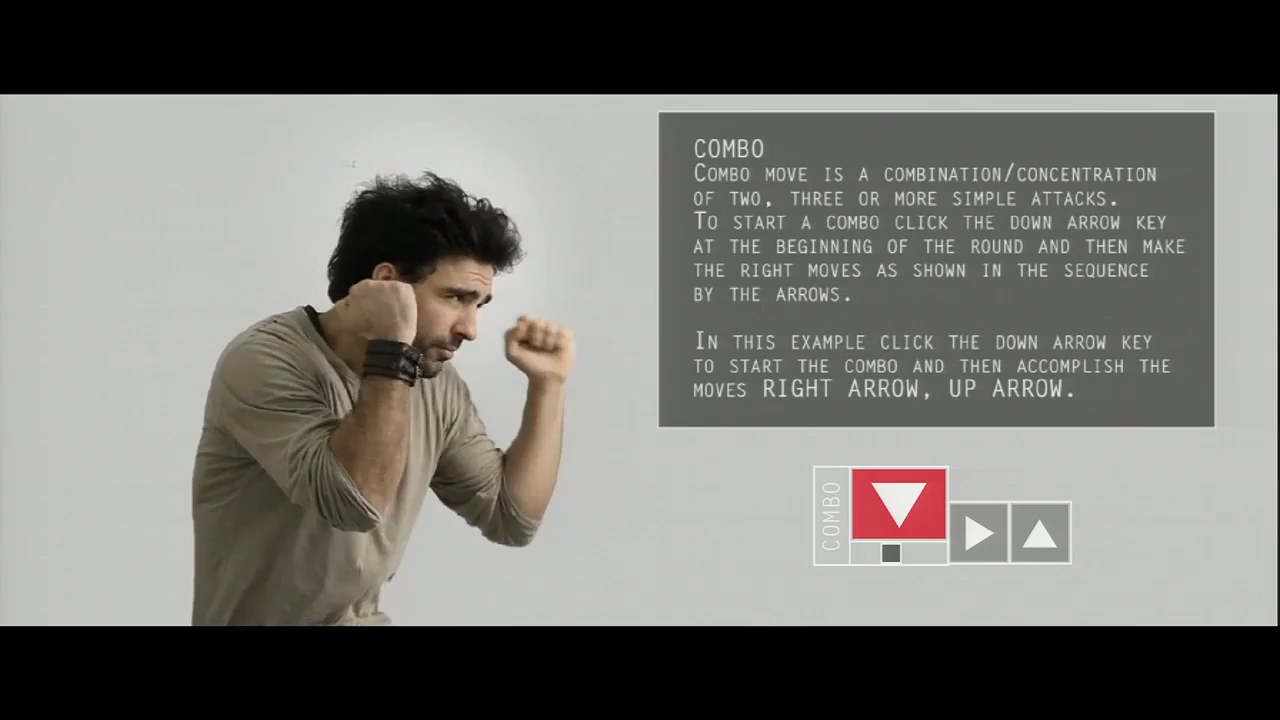 COMBO
COMBO MOVE IS A COMBINATION/CONCENTRATION
OF TWO, THREE OR MORE SIMPLE ATTACKS.
TO START A COMBO CLICK THE DOWN ARROW KEY
AT THE BEGINNING OF THE ROUND AND THEN MAKE
THE RIGHT MOVES AS SHOWN IN THE SEQUENCE
BY THE ARROWS.
IN THIS EXAMPLE CLICK THE DOWN ARROW KEY
TO START THE COMBO AND THEN ACCOMPLISH THE
MOVES RIGHT ARROW, UP ARROW.
COMBO